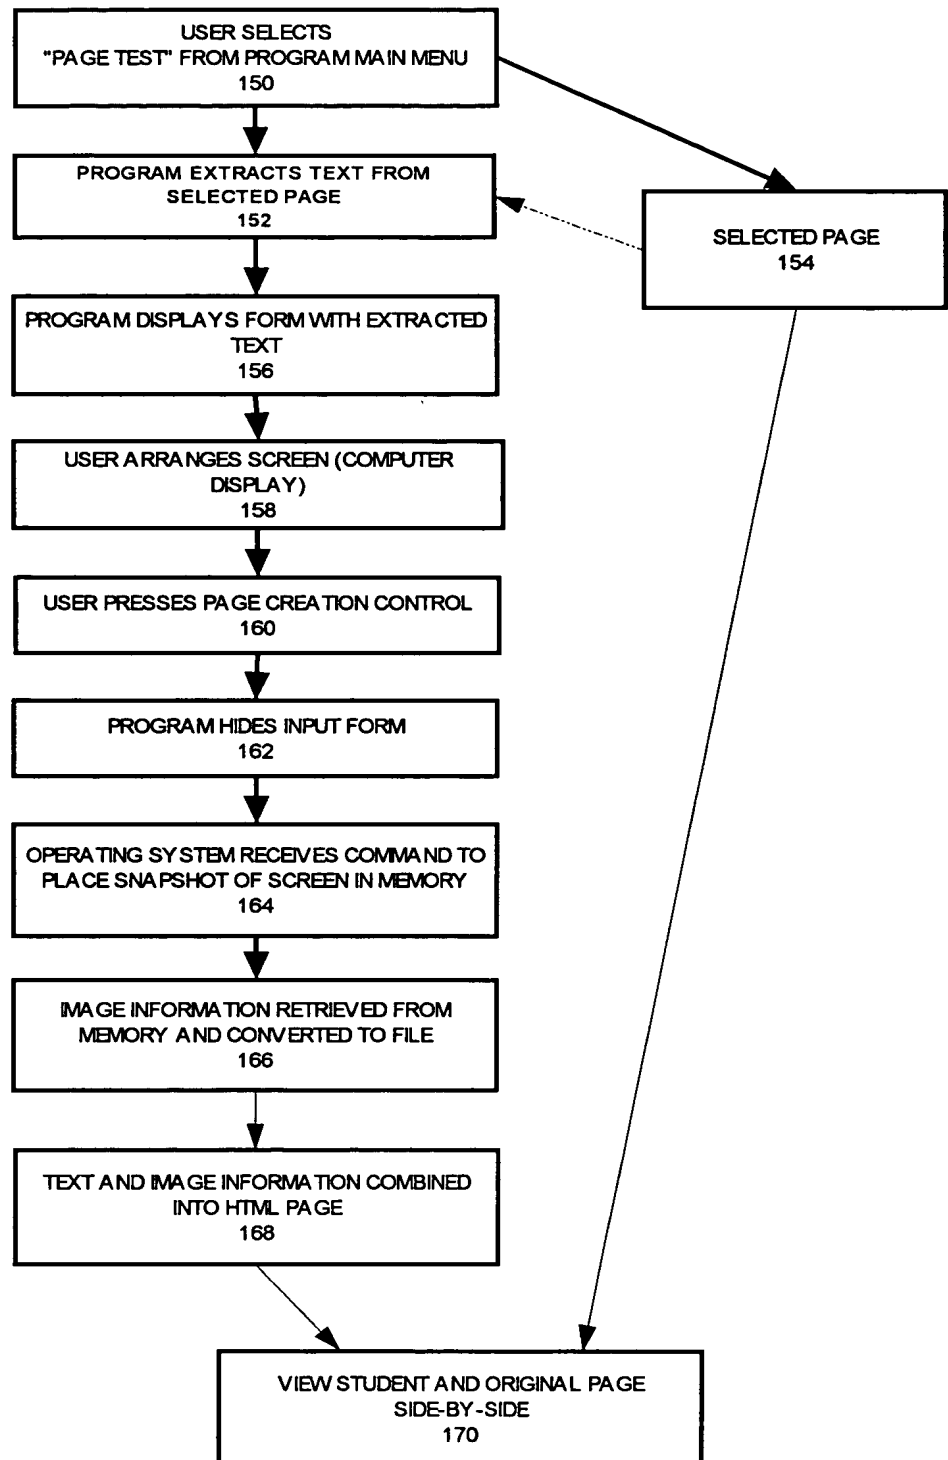 USER SELECTS
"PAGE TEST" FROM PROGRAM MAIN MENU
150
PROGRAM EXTRACTS TEXT FROM
SELECTED PAGE
152
SELECTED PAGE
154
PROGRAM DISPLAYS FORM WITH EXTRACTED
TEXT
156
USER ARRANGES SCREEN (COMPUTER
DISPLAY)
158
USER PRESSES PAGE CREATION CONTROL
160
PROGRAM HIDES INPUT FORM
162
OPERATING SYSTEM RECEIVES COMMAND TO
PLACE SNAPSHOT OF SCREEN IN MEMORY
164
IMAGE INFORMATION RETRIEVED FROM
MEMORY AND CONVERTED TO FILE
166
TEXT AND IMAGE INFORMATION COMBINED
INTO HTML PAGE
168
VIEW STUDENT AND ORIGINAL PAGE
SIDE-BY-SIDE
170